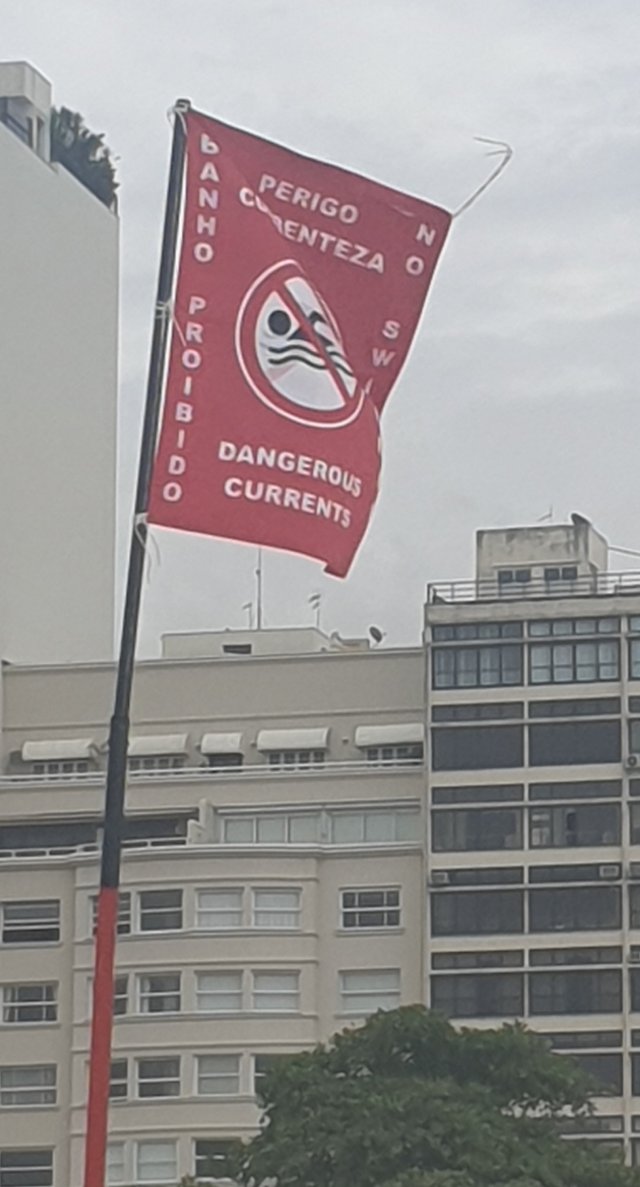 BANHO PROIBIDO
PERIGO
CORRENTEZA
NO SW
DANGEROUS
CURRENTS